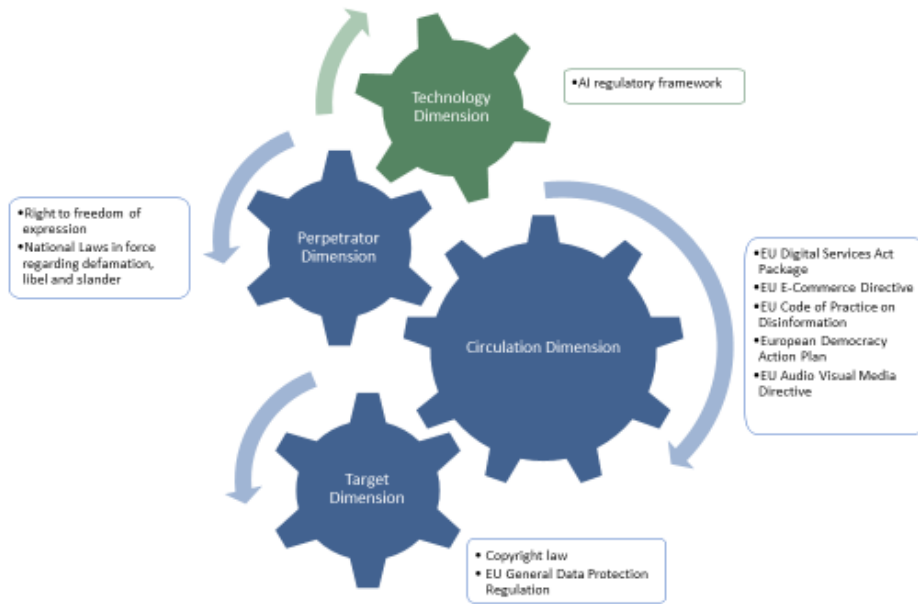 Technology
Dimension
•AI regulatory framework
•Right to freedom of
expression
•National Laws in force
regarding defamation,
libel and slander
Perpetrator
Dimension
Circulation Dimension
•EU Digital Services Act
Package
•EU E-Commerce Directive
•EU Code of Practice on
Disinformation
•European Democracy
Action Plan
•EU Audio Visual Media
Directive
Target
Dimension
• Copyright law
• EU General Data Protection
Regulation